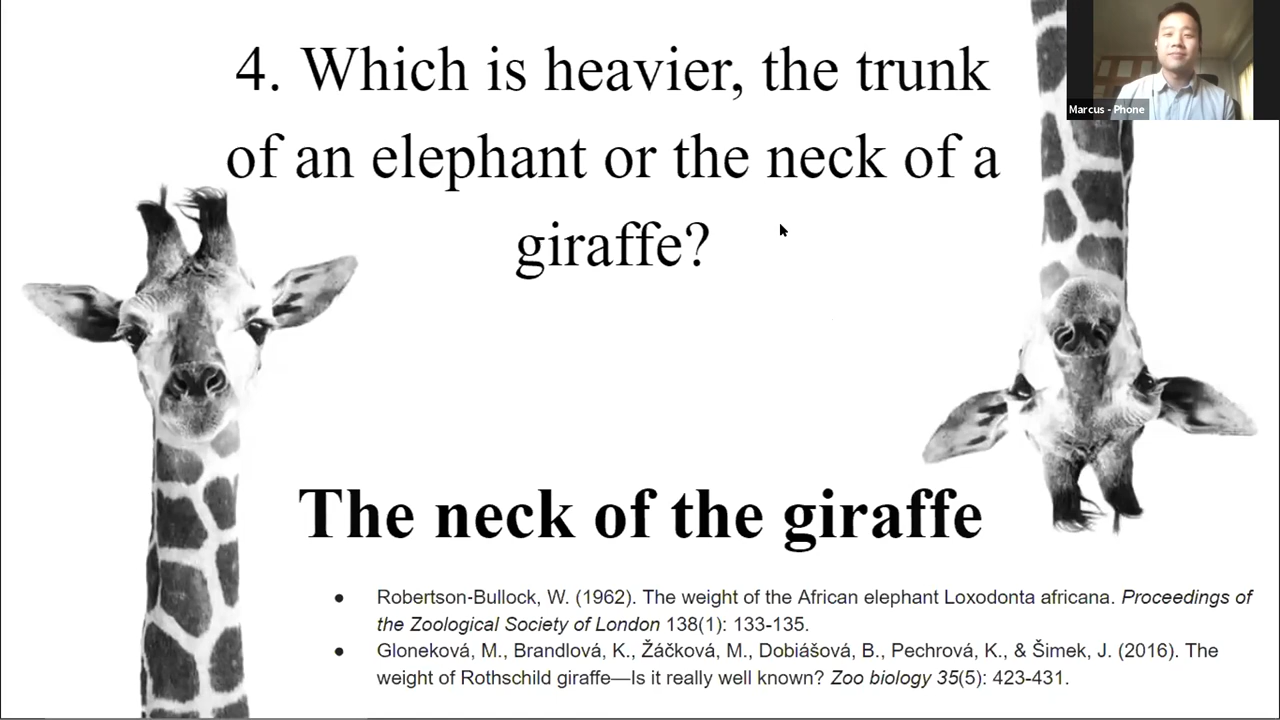 4. Which is heavier, the trunk
of an elephant or the neck of a
giraffe?
Marcus - Phone
The neck of the giraffe
● Robertson-Bullock, W. (1962). The weight of the African elephant Loxodonta africana. Proceedings of
the Zoological Society of London 138(1): 133-135.
● Gloneková, M., Brandlová, K., Žáčková, M., Dobiášová, B., Pechrová, K., & Šimek, J. (2016). The
weight of Rothschild giraffe—Is it really well known? Zoo biology 35(5): 423-431.